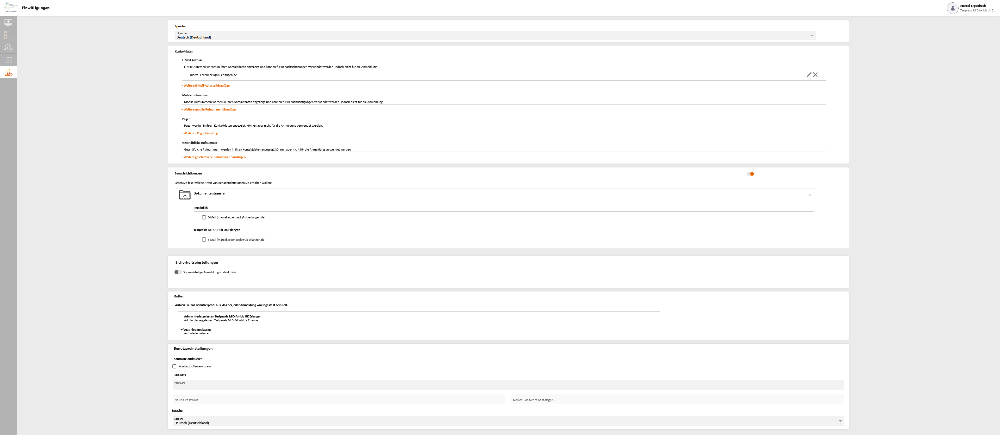 MIDIA-Hub
Einwilligungen
Marcel Erpenbeck
Testpraxis MIDIA-Hub UK E...
Sprache
Sprache
Deutsch (Deutschland)
Kontaktdaten
E-Mail-Adresse
E-Mail-Adressen werden in Ihren Kontaktdaten angezeigt und können für Benachrichtigungen verwendet werden, jedoch nicht für die Anmeldung.
marcel.erpenbeck@uk-erlangen.de
+ Weitere E-Mail-Adresse hinzufügen
Mobile Rufnummer
Mobile Rufnummern werden in Ihren Kontaktdaten angezeigt und können für Benachrichtigungen verwendet werden, jedoch nicht für die Anmeldung.
+ Weitere mobile Rufnummer hinzufügen
Pager
Pager werden in Ihren Kontaktdaten angezeigt, können aber nicht für die Anmeldung verwendet werden.
+ Weiteren Pager hinzufügen
Geschäftliche Rufnummer
Geschäftliche Rufnummern werden in Ihren Kontaktdaten angezeigt, können aber nicht für die Anmeldung verwendet werden.
+ Weitere geschäftliche Rufnummer hinzufügen
Benachrichtigungen
Legen Sie fest, welche Arten von Benachrichtigungen Sie erhalten wollen:
Dokumententransfer
Persönlich
E-Mail (marcel.erpenbeck@uk-erlangen.de)
Testpraxis MIDIA-Hub UK Erlangen
E-Mail (marcel.erpenbeck@uk-erlangen.de)
Sicherheitseinstellungen
Die zweistufige Anmeldung ist deaktiviert.
Rollen
Wählen Sie das Benutzerprofil aus, das bei jeder Anmeldung voreingestellt sein soll.
Admin niedergelassen Testpraxis MIDIA-Hub UK Erlangen
Admin niedergelassen Testpraxis MIDIA-Hub UK Erlangen
Arzt niedergelassen
Arzt niedergelassen
Benutzereinstellungen
Kontraste optimieren
Kontrastoptimierung ein
Passwort
Passwort
Neues Passwort
Neues Passwort bestätigen
Sprache
Sprache
Deutsch (Deutschland)